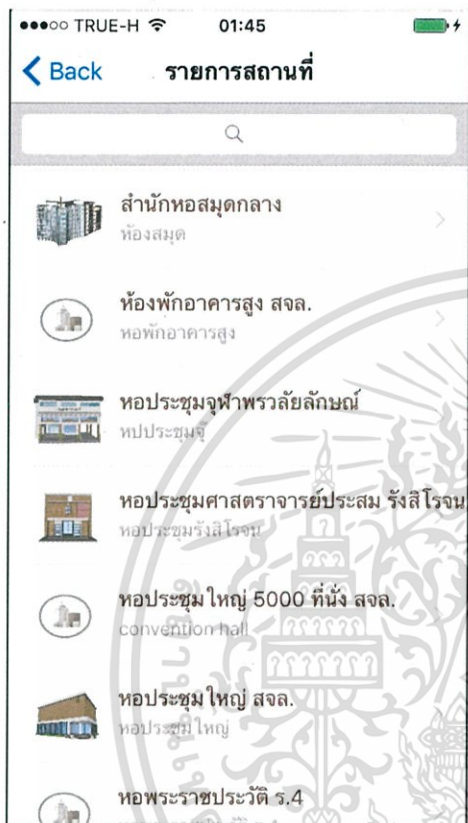 ●●●○○ TRUE-H 01:45
Back รายการสถานที่
สำนักหอสมุดกลาง
ห้องสมุด
ห้องพักอาคารสูง สจล.
หอพักอาคารสูง
หอประชุมจุฬาพรวลัยลักษณ์
หปประชุมจุ
หอประชุมศาสตราจารย์ประสม รังสิโรจน
หอประชุมรังสิโรจน
หอประชุมใหญ่ 5000 ที่นั่ง สจล.
convention hall
หอประชุมใหญ่ สจล.
หอประชุมใหญ่
หอพระราชประวัติ ร.4